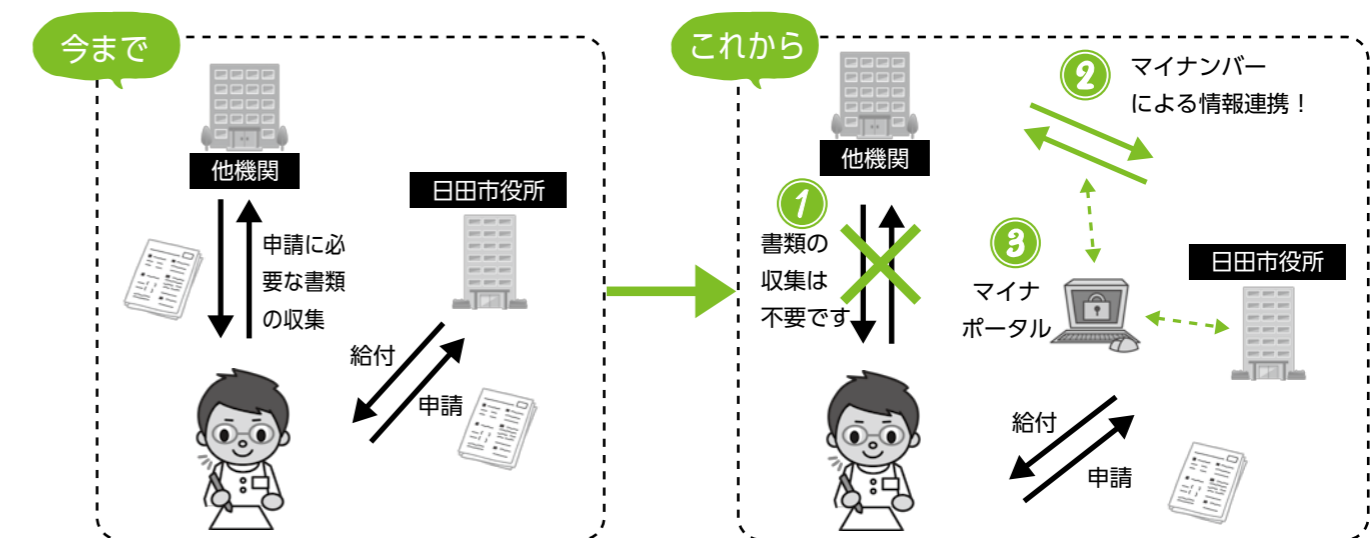 今まで
他機関
日田市役所
申請に必
要な書類
の収集
給付
申請
これから
他機関
1
書類の
収集は
不要です
2
マイナンバー
による情報連携！
3
マイナ
ポータル
日田市役所
給付
申請